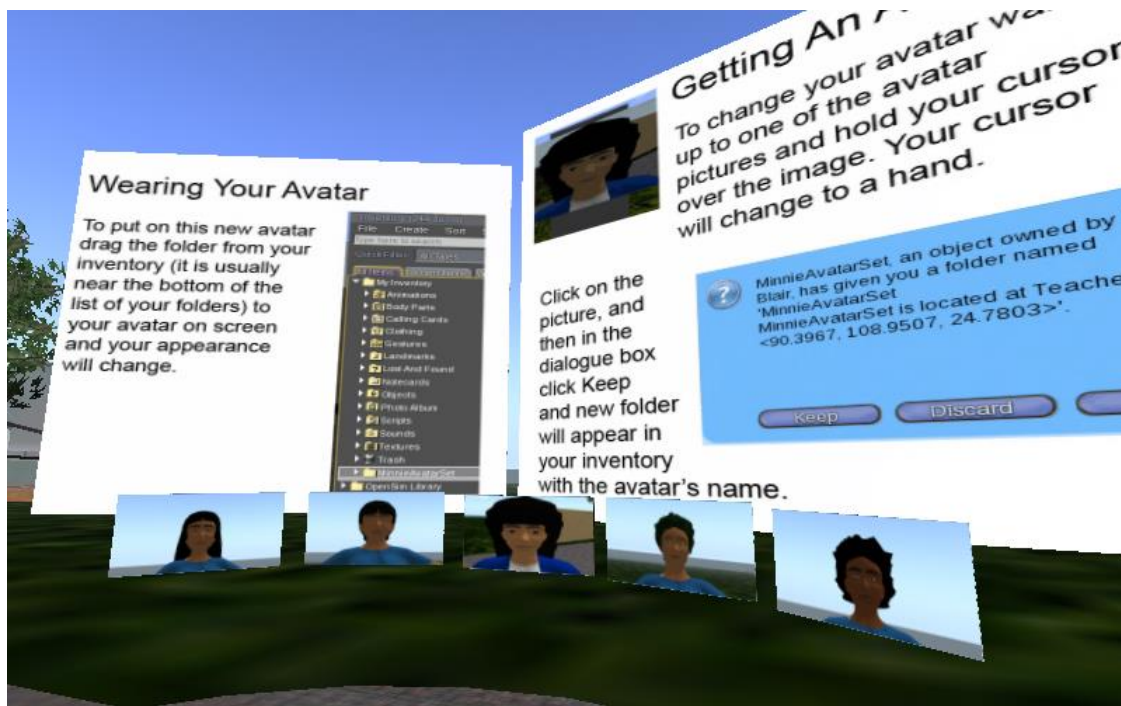 Wearing Your Avatar
To put on this new avatar
drag the folder from your
inventory (it is usually
near the bottom of the
list of your folders) to
your avatar on screen
and your appearance
will change.
File Create Sort
Type here to search
My Inventory
Animations
Body Parts
Calling Cards
Clothing
Gestures
Landmarks
Lost And Found
Notecards
Objects
Photo Album
Scripts
Sounds
Textures
Trash
MinnieAvatarSet
OpenSim Library
Getting An A
To change your avatar wa
up to one of the avatar
pictures and hold your cursor
over the image. Your cursor
will change to a hand.
Click on the
picture, and
then in the
dialogue box
click Keep
and new folder
will appear in
your inventory
with the avatar's name.
MinnieAvatarSet, an object owned by
Blair, has given you a folder named
'MinnieAvatarSet
MinnieAvatarSet is located at Teache
<90.3967, 108.9507, 24.7803>'.
Keep
Discard